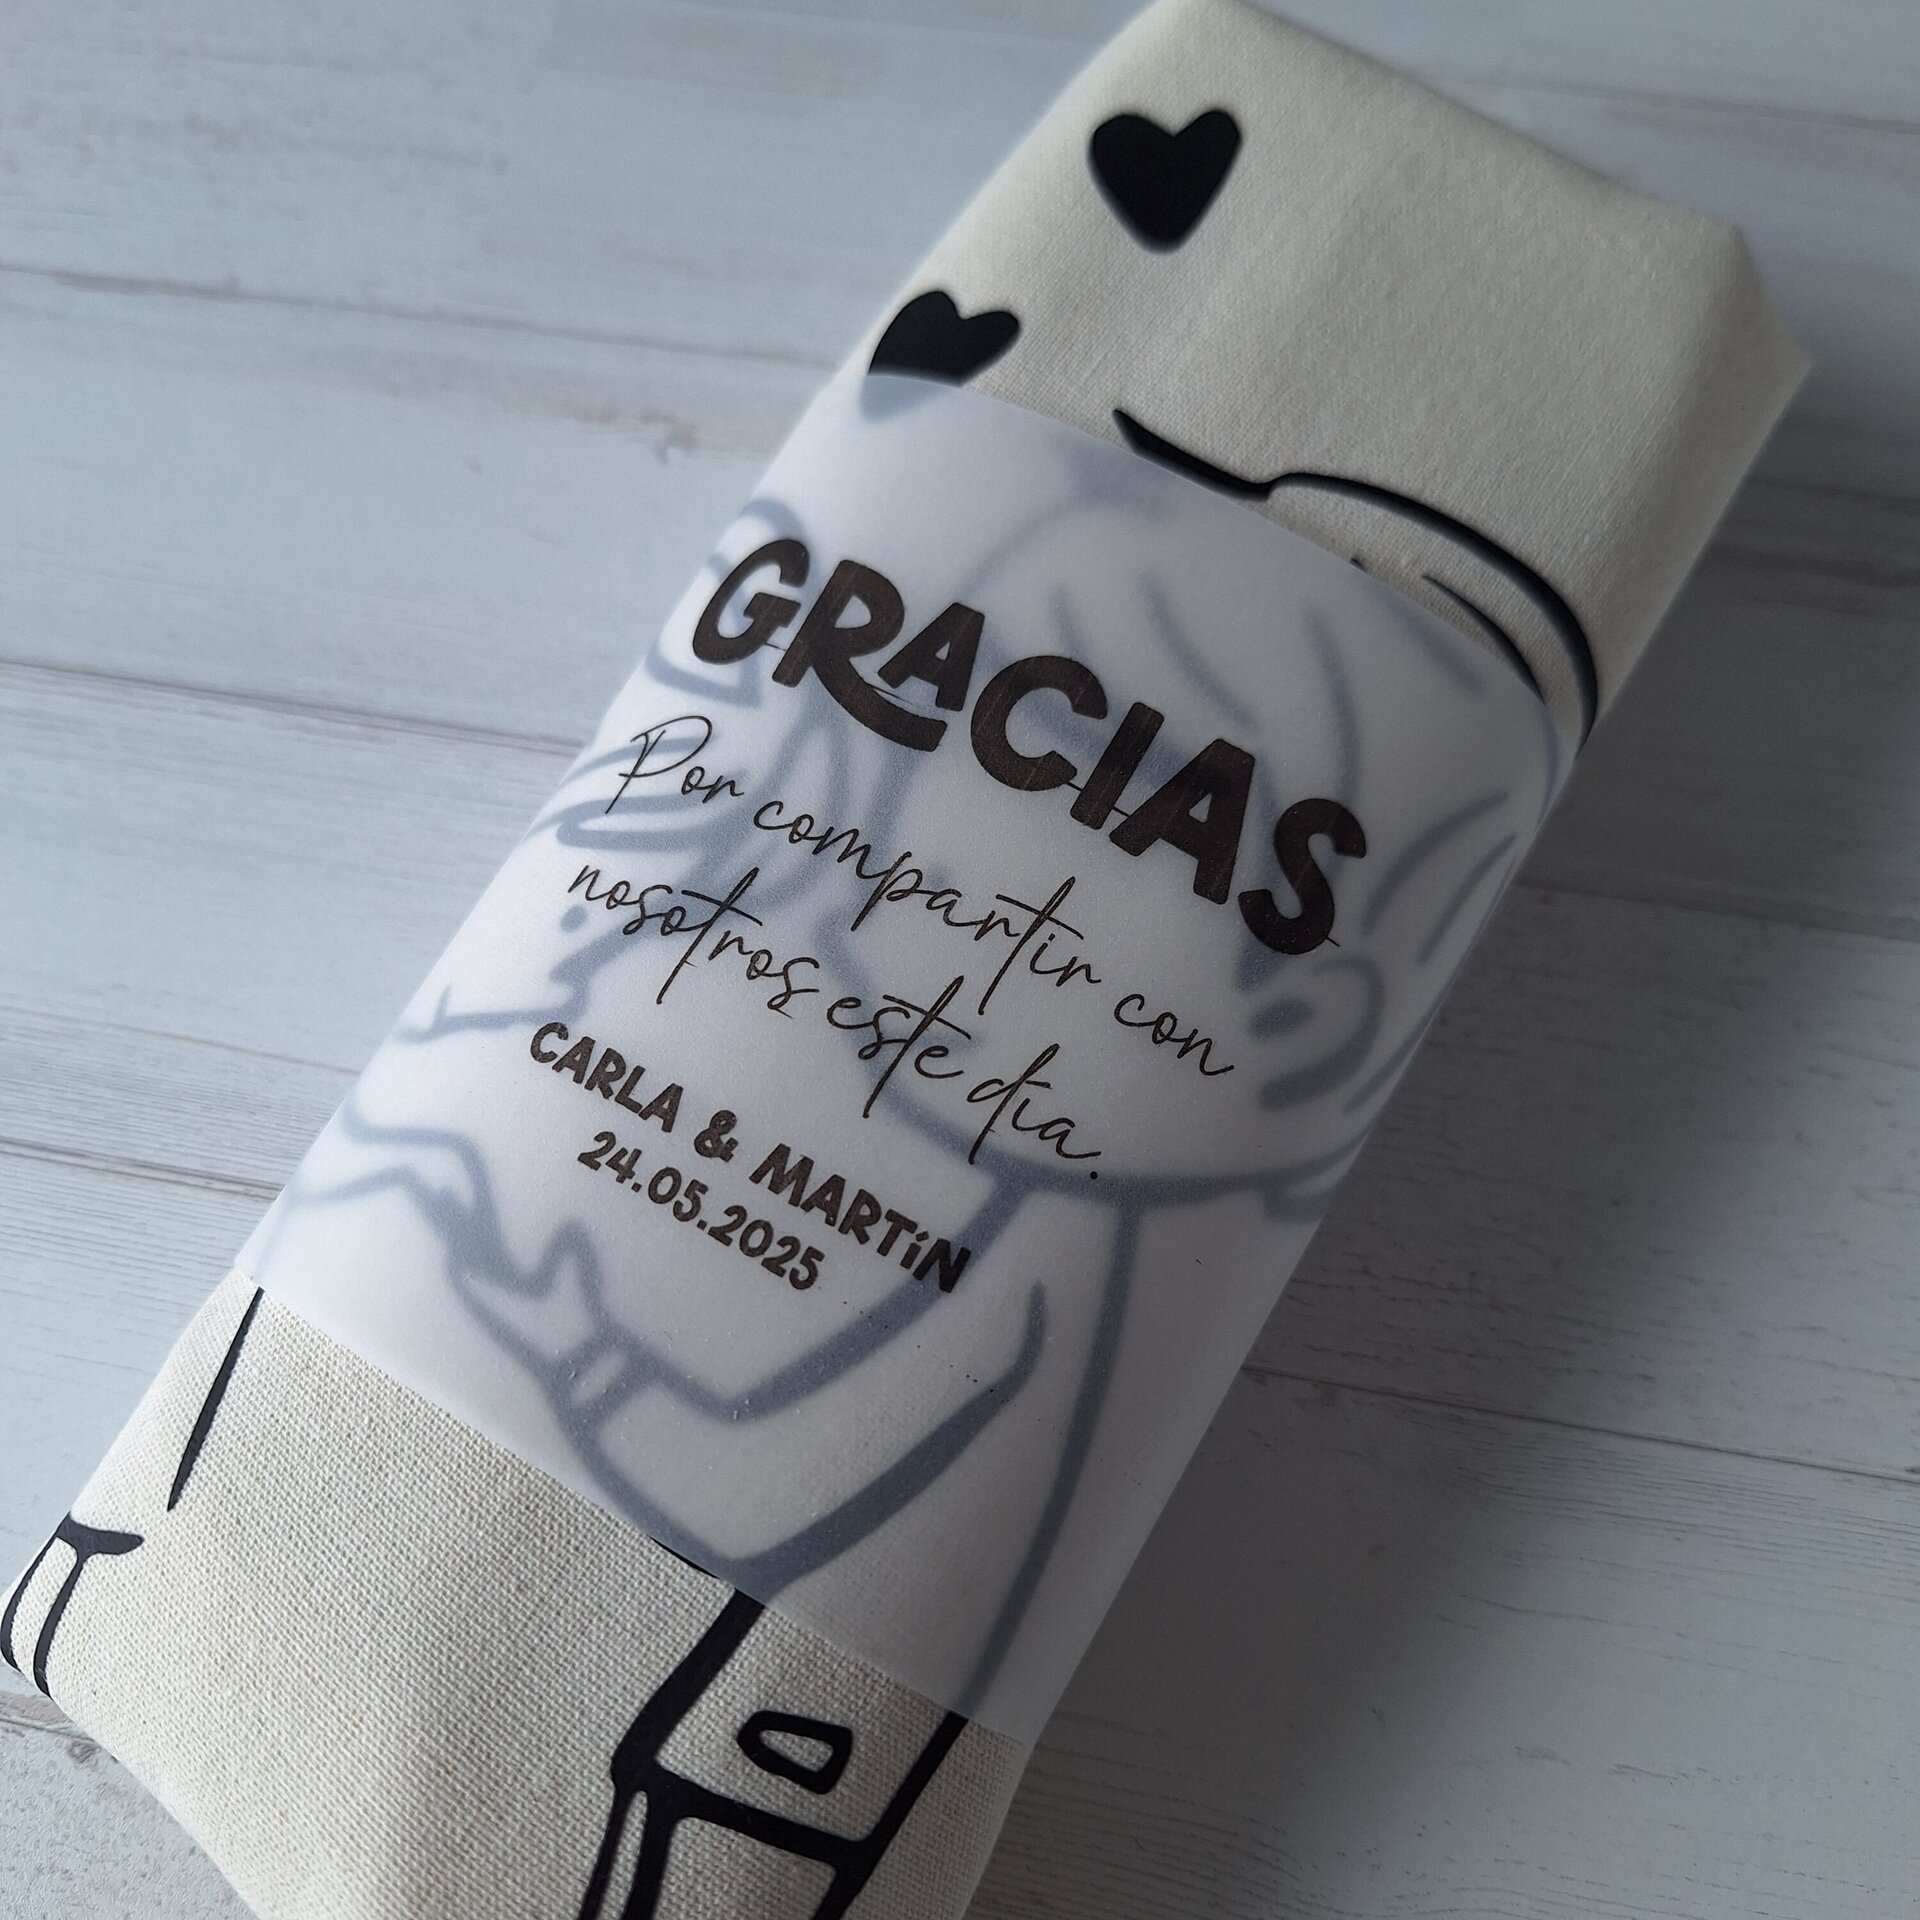 GRACIAS
Por compartir con
nosotros este día.
CARLA & MARTíN
24.05.2025